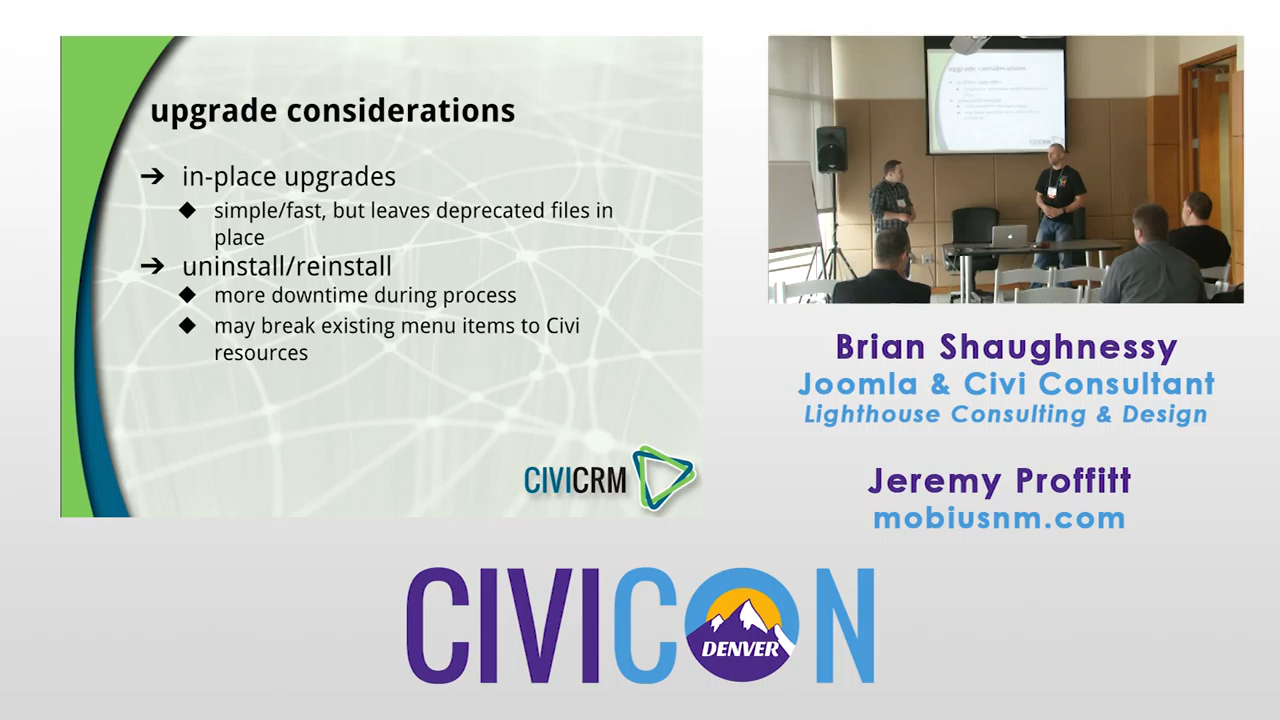 upgrade considerations
➔ in-place upgrades
◆ simple/fast, but leaves deprecated files in
place
➔ uninstall/reinstall
◆ more downtime during process
◆ may break existing menu items to Civi
resources
CIVICRM
upgrade considerations
Brian Shaughnessy
Joomla & Civi Consultant
Lighthouse Consulting & Design
Jeremy Proffitt
mobiusnm.com
CIVICON
DENVER